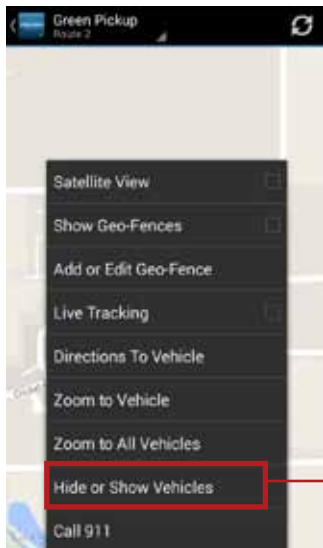 Green Pickup
Route 2
Satellite View
Show Geo-Fences
Add or Edit Geo-Fence
Live Tracking
Directions To Vehicle
Zoom to Vehicle
Zoom to All Vehicles
Hide or Show Vehicles
Call 911